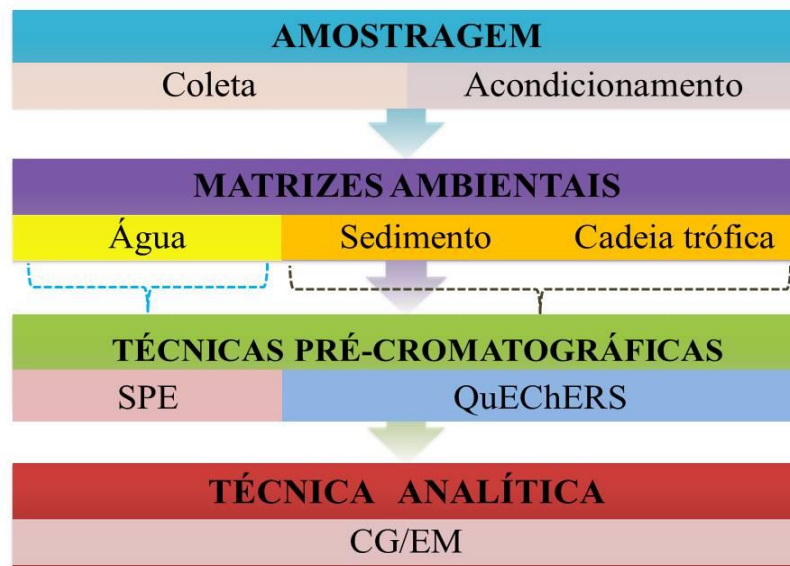 AMOSTRAGEM
Coleta Acondicionamento
MATRIZES AMBIENTAIS
Água Sedimento Cadeia trófica
TÉCNICAS PRÉ-CROMATOGRÁFICAS
SPE QuEChERS
TÉCNICA ANALÍTICA
CG/EM